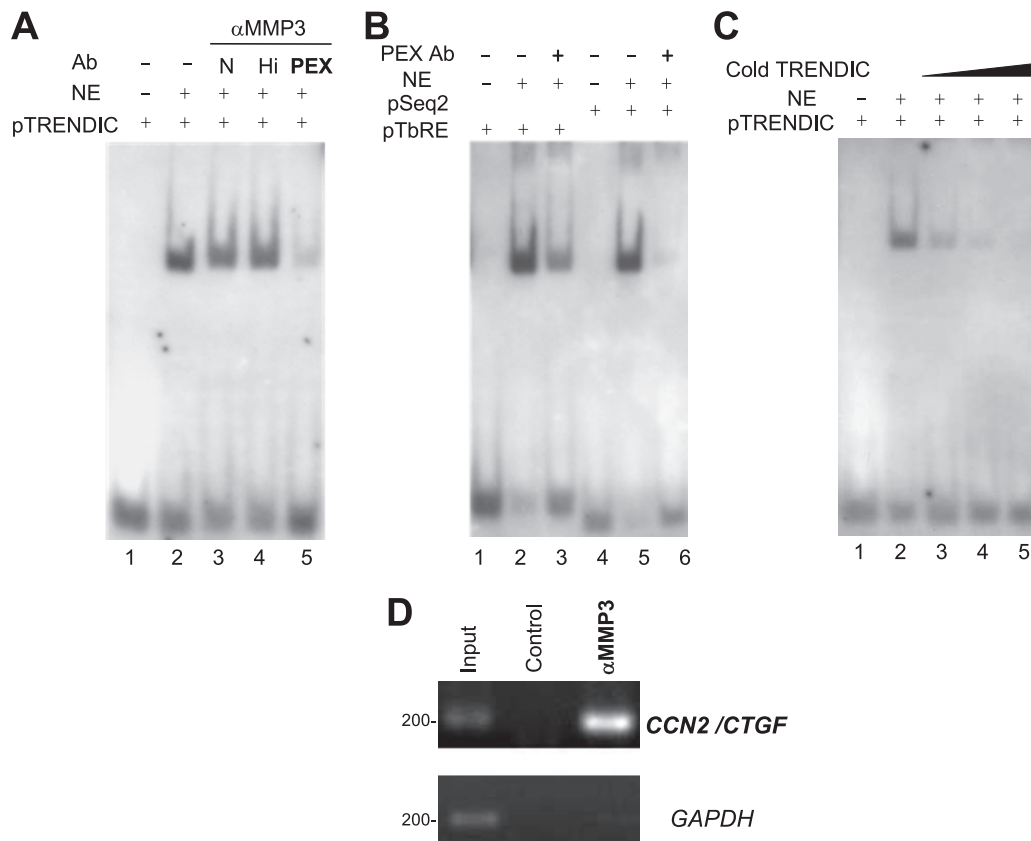 A
αMMP3
Ab – – N Hi PEX
NE – + + + +
pTRENDIC + + + + +
1 2 3 4 5
B
PEX Ab – – + – – +
NE – + + – + +
pSeq2 + + +
pTbRE + + +
1 2 3 4 5 6
C
Cold TRENDIC
NE – + + + +
pTRENDIC + + + + +
1 2 3 4 5
D
Input Control αMMP3
200- CCN2 /CTGF
200- GAPDH